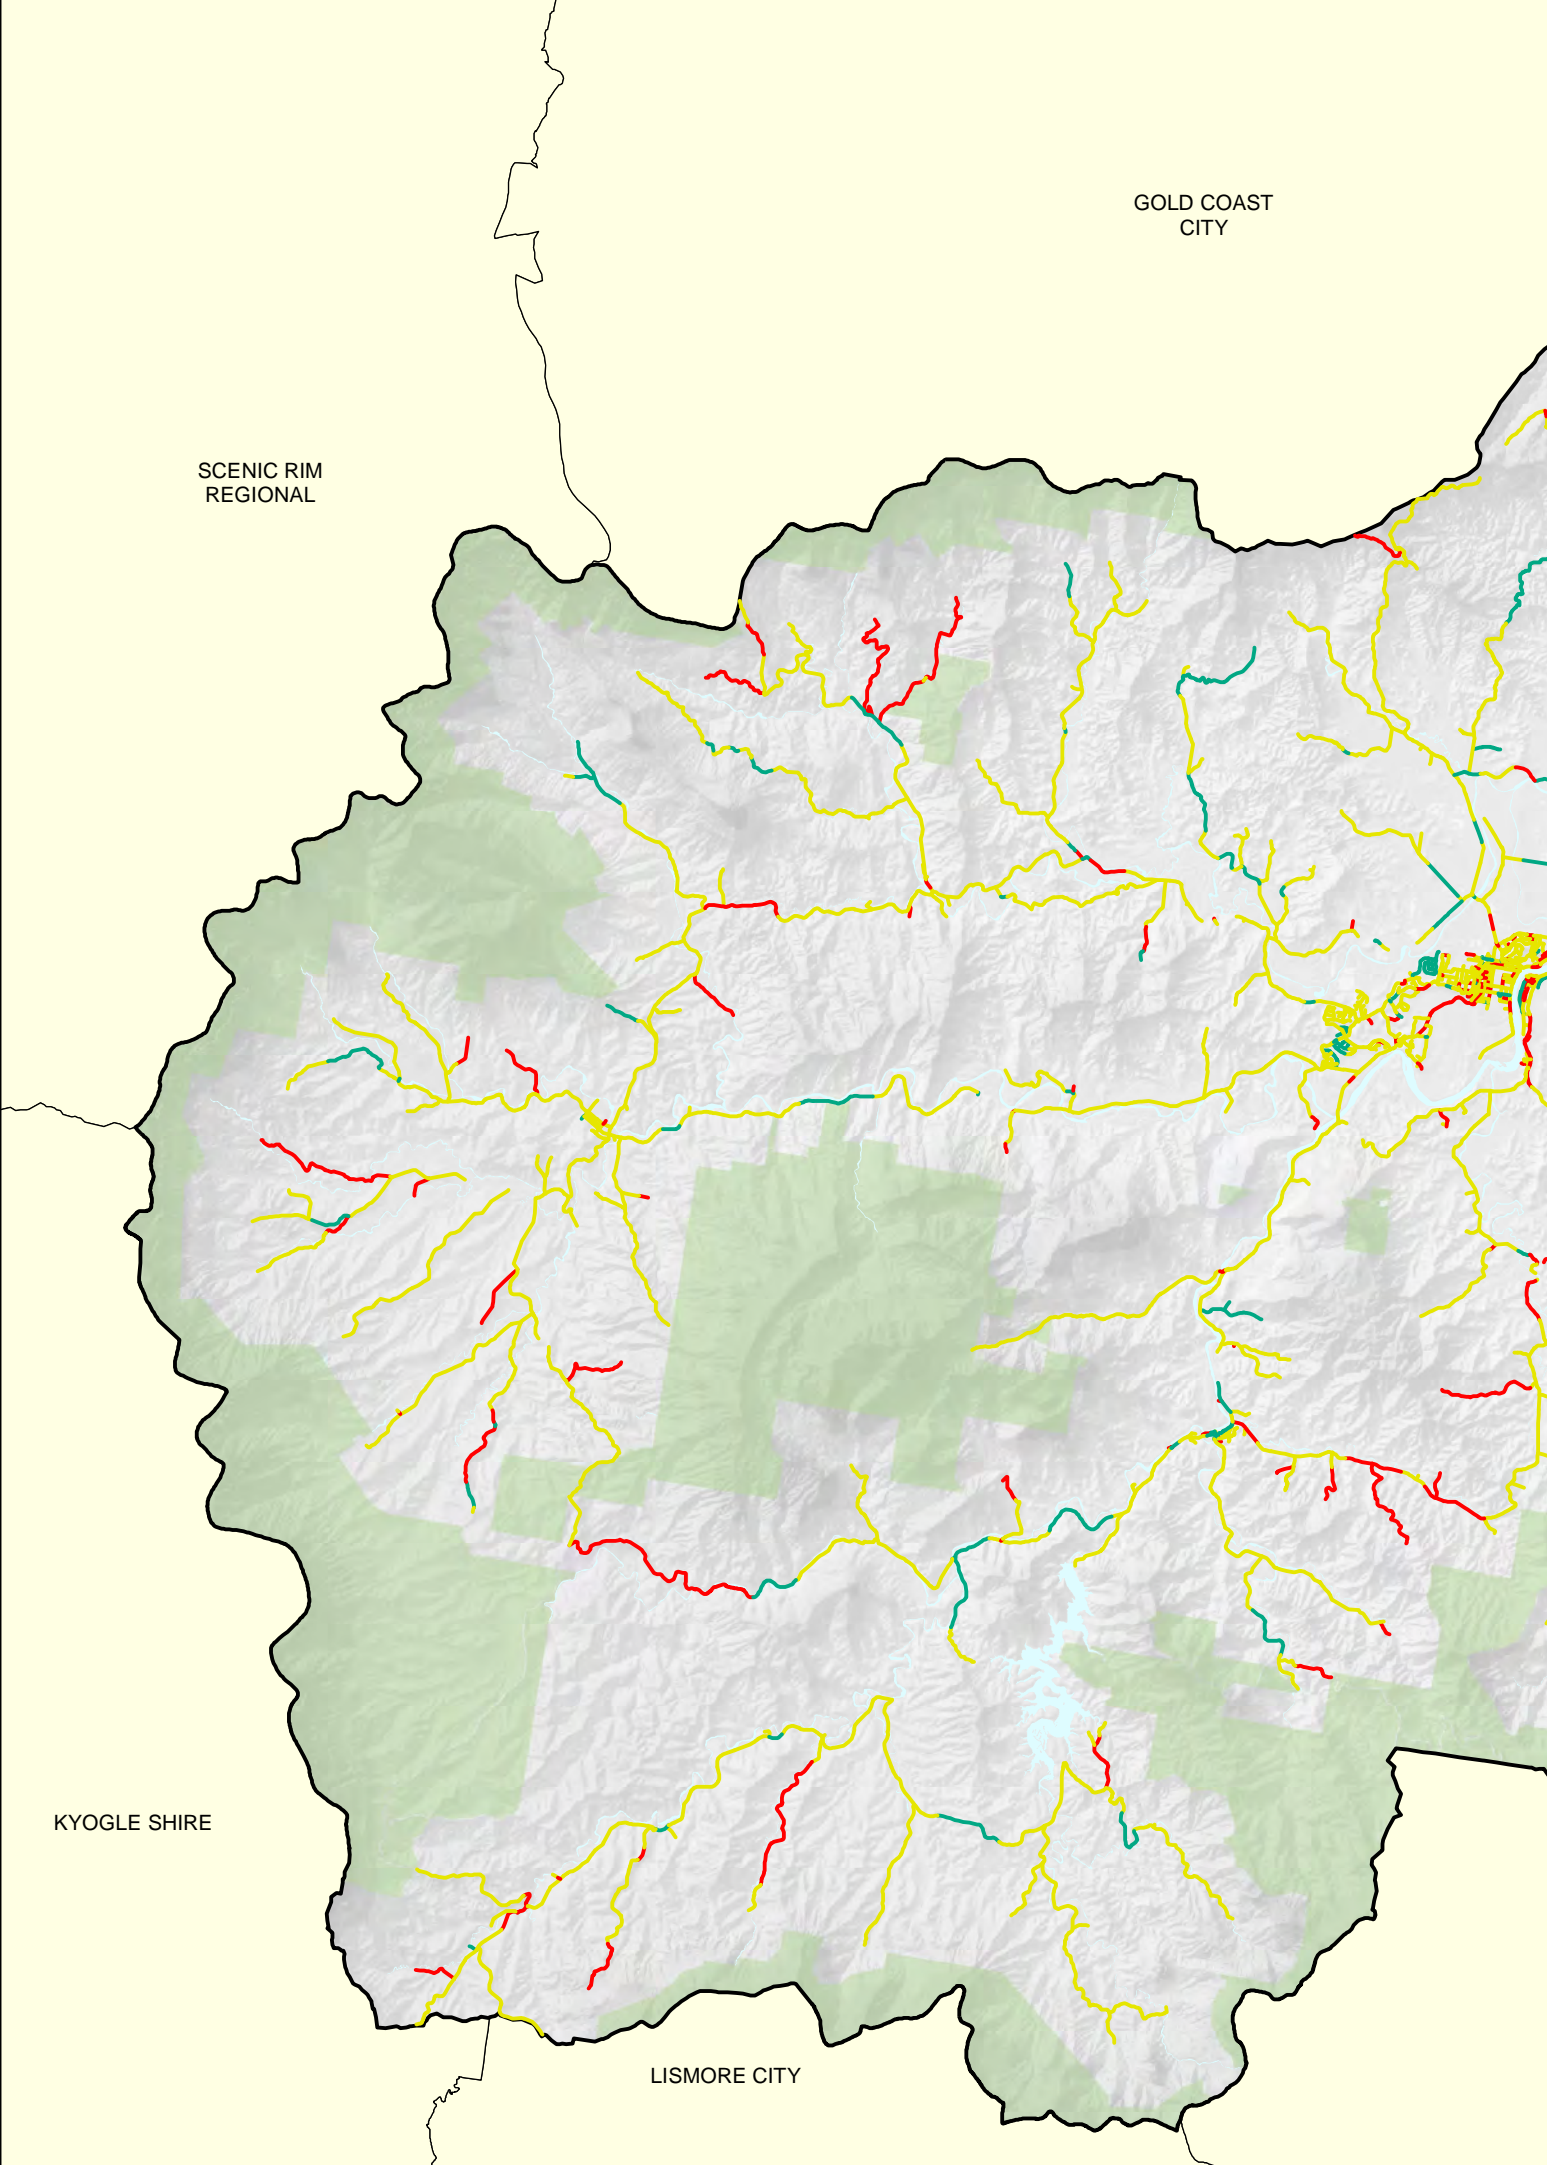 GOLD COAST
CITY
SCENIC RIM
REGIONAL
KYOGLE SHIRE
LISMORE CITY